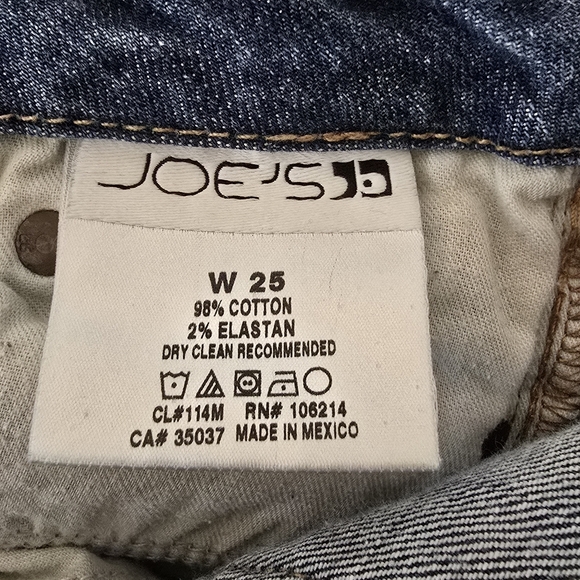 JOE'S
W 25
98% COTTON
2% ELASTAN
DRY CLEAN RECOMMENDED
CL#114M RN# 106214
CA# 35037 MADE IN MEXICO